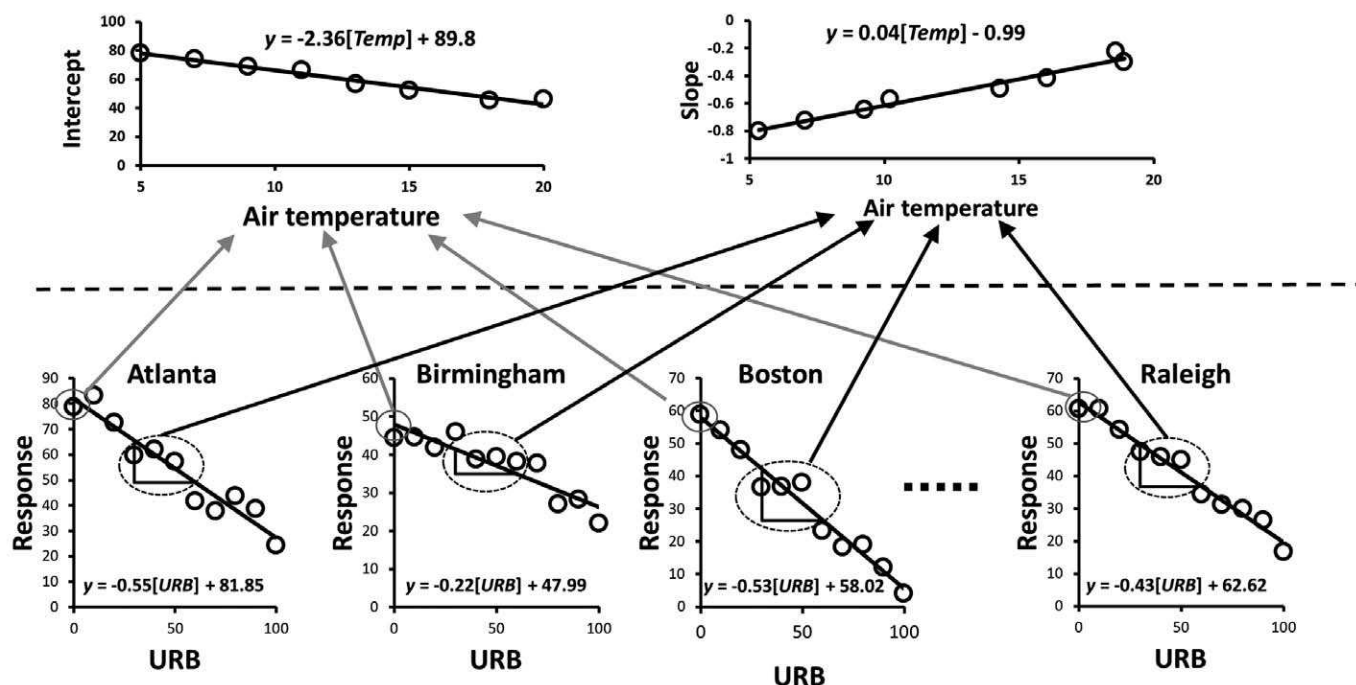 y = -2.36[Temp] + 89.8
Intercept
100
80
60
40
20
0
5
10
15
20
Air temperature
y = 0.04[Temp] - 0.99
Slope
0
-0.2
-0.4
-0.6
-0.8
-1
5
10
15
20
Air temperature
Atlanta
Response
90
80
70
60
50
40
30
20
10
0
y = -0.55[URB] + 81.85
0
50
100
URB
Birmingham
Response
60
50
40
30
20
10
0
y = -0.22[URB] + 47.99
0
50
100
URB
Boston
Response
70
60
50
40
30
20
10
0
y = -0.53[URB] + 58.02
0
50
100
URB
Raleigh
Response
70
60
50
40
30
20
10
0
y = -0.43[URB] + 62.62
0
50
100
URB